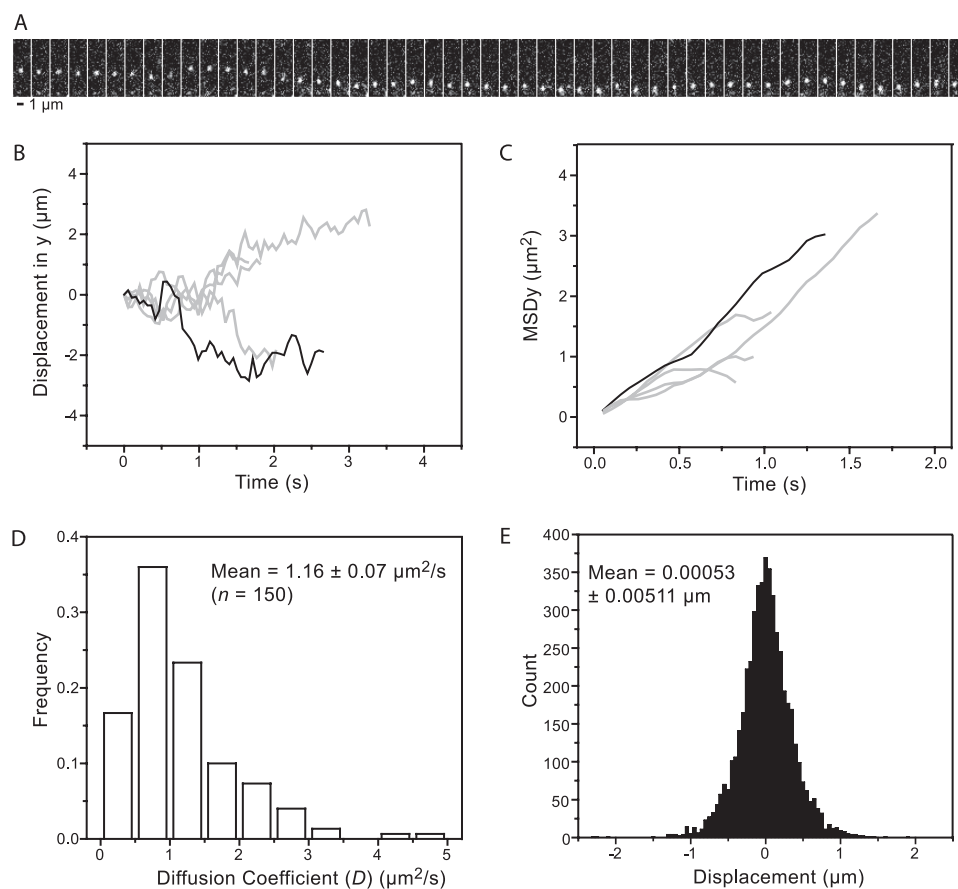 A
1 μm
B
4
2
0
-2
-4
Displacement in y (μm)
0
1
2
3
4
Time (s)
C
4
3
2
1
0
MSDy (μm²)
0.0
0.5
1.0
1.5
2.0
Time (s)
D
0.4
0.3
0.2
0.1
0.0
Frequency
Mean = 1.16 ± 0.07 μm²/s
(n = 150)
0
1
2
3
4
5
Diffusion Coefficient (D) (μm²/s)
E
400
350
300
250
200
150
100
50
0
Count
Mean = 0.00053
± 0.00511 μm
-2
-1
0
1
2
Displacement (μm)